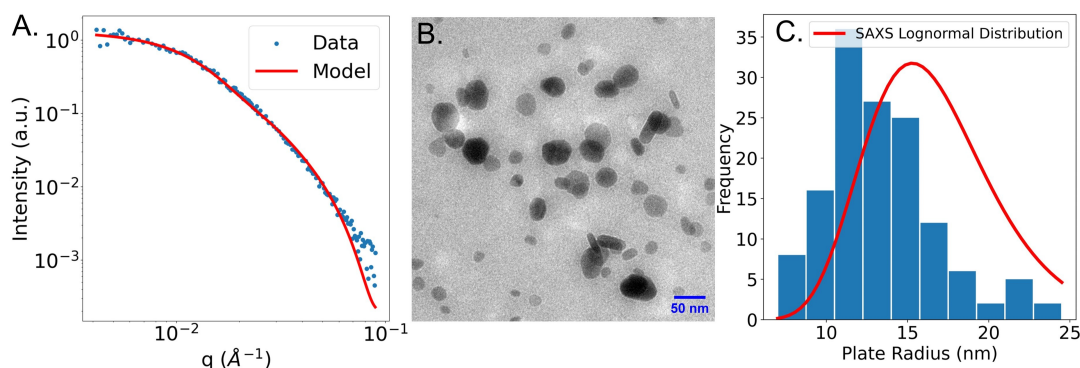 A.
Data
Model
10⁰
10⁻¹
10⁻²
10⁻³
Intensity (a.u.)
10⁻²
10⁻¹
q (Å⁻¹)
B.
50 nm
C.
SAXS Lognormal Distribution
35
30
25
20
15
10
5
0
Frequency
10
15
20
25
Plate Radius (nm)